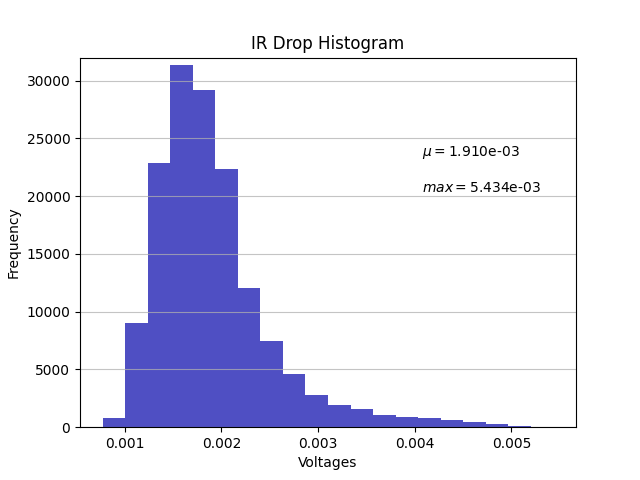 IR Drop Histogram
30000
25000
20000
15000
10000
5000
0
Frequency
μ = 1.910e-03
max = 5.434e-03
0.001 0.002 0.003 0.004 0.005
Voltages